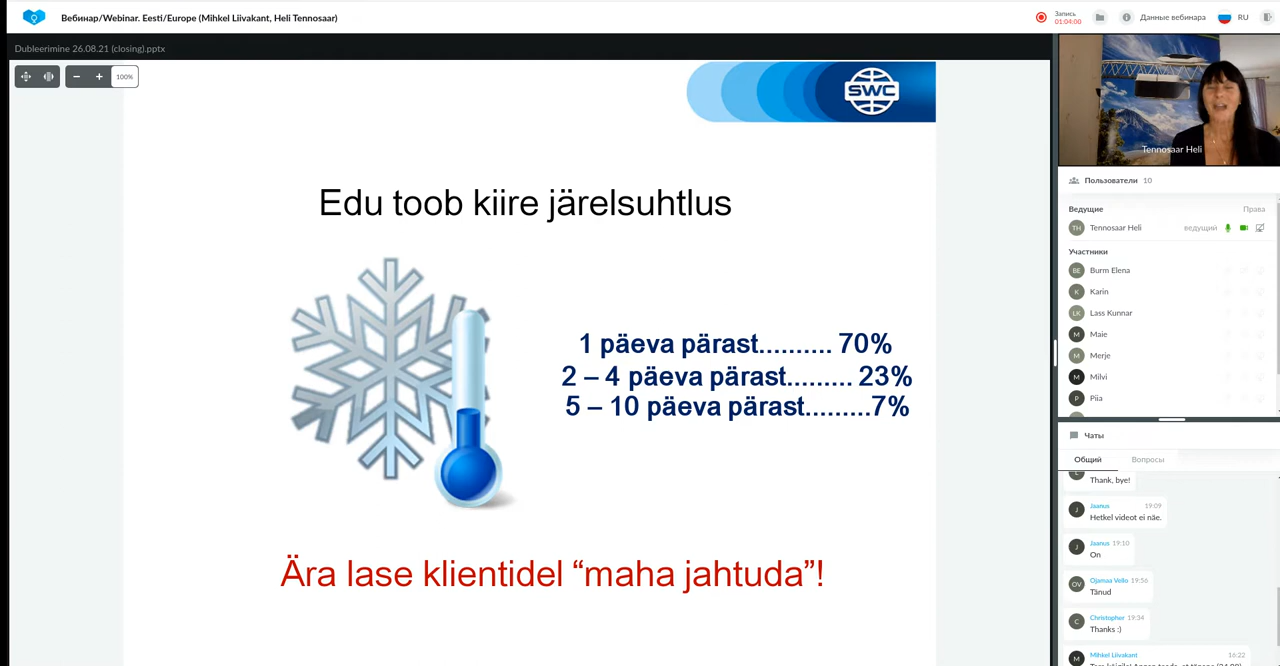 Вебинар/Webinar. Eesti/Europe (Mihkel Liivakant, Heli Tennosaar)
Запись
01:04:00
Данные вебинара
RU
Dubleerimine 26.08.21 (closing).pptx
100%
SWC
Edu toob kiire järelsuhtlus
1 päeva pärast.......... 70%
2 – 4 päeva pärast......... 23%
5 – 10 päeva pärast.........7%
Ära lase klientidel “maha jahtuda”!
Tennosaar Heli
Пользователи 10
Ведущие Права
TH Tennosaar Heli ведущий
Участники
BE Burm Elena
K Karin
LK Lass Kunnar
M Maie
M Merje
M Milvi
P Piia
Чаты
Общий Вопросы
Thank, bye!
J Jaanus 19:09
Hetkel videot ei näe.
J Jaanus 19:10
On
OV Ojamaa Vello 19:56
Tänud
C Christopher 19:34
Thanks :)
M Mihkel Liivakant 16:22